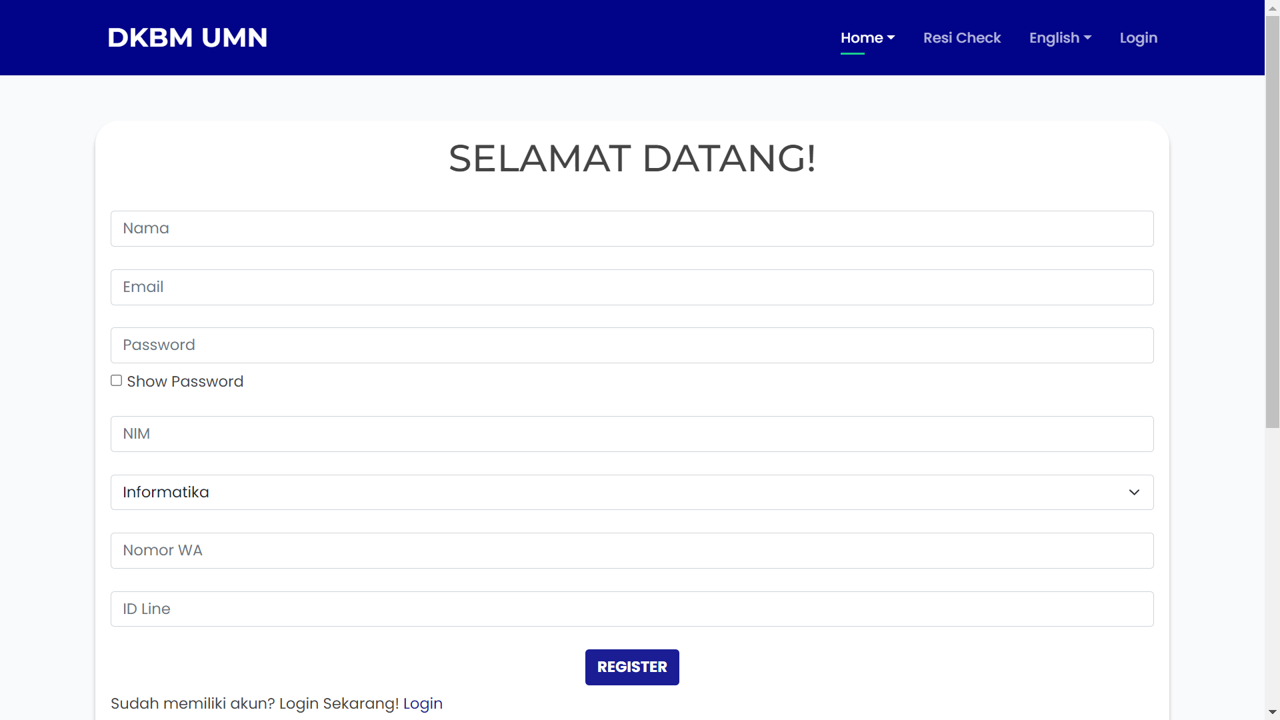 DKBM UMN
Home Resi Check English Login
SELAMAT DATANG!
Nama
Email
Password
Show Password
NIM
Informatika
Nomor WA
ID Line
REGISTER
Sudah memiliki akun? Login Sekarang! Login